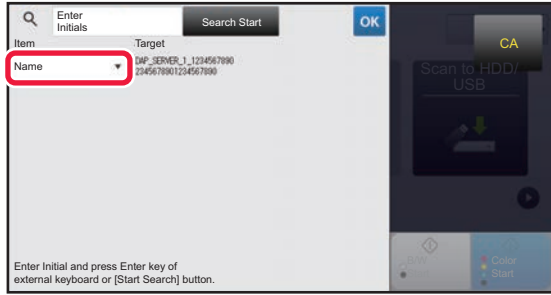 Enter
Initials
Search Start
OK
CA
Item
Target
Name
DAP_SERVER_1_1234567890
2345678901234567890
Scan to HDD/
USB
B/W
Color
Start
Enter Initial and press Enter key of
external keyboard or [Start Search] button.